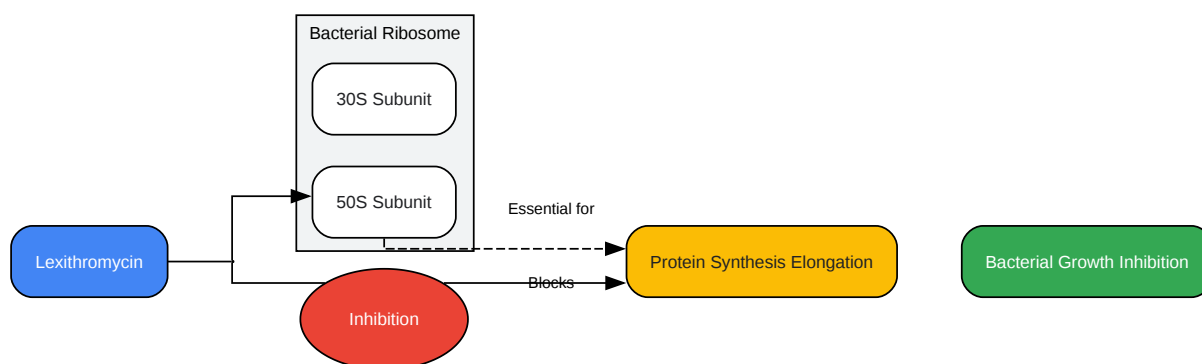 Bacterial Ribosome
30S Subunit
50S Subunit
Essential for
Lexithromycin
Protein Synthesis Elongation
Bacterial Growth Inhibition
Blocks
Inhibition